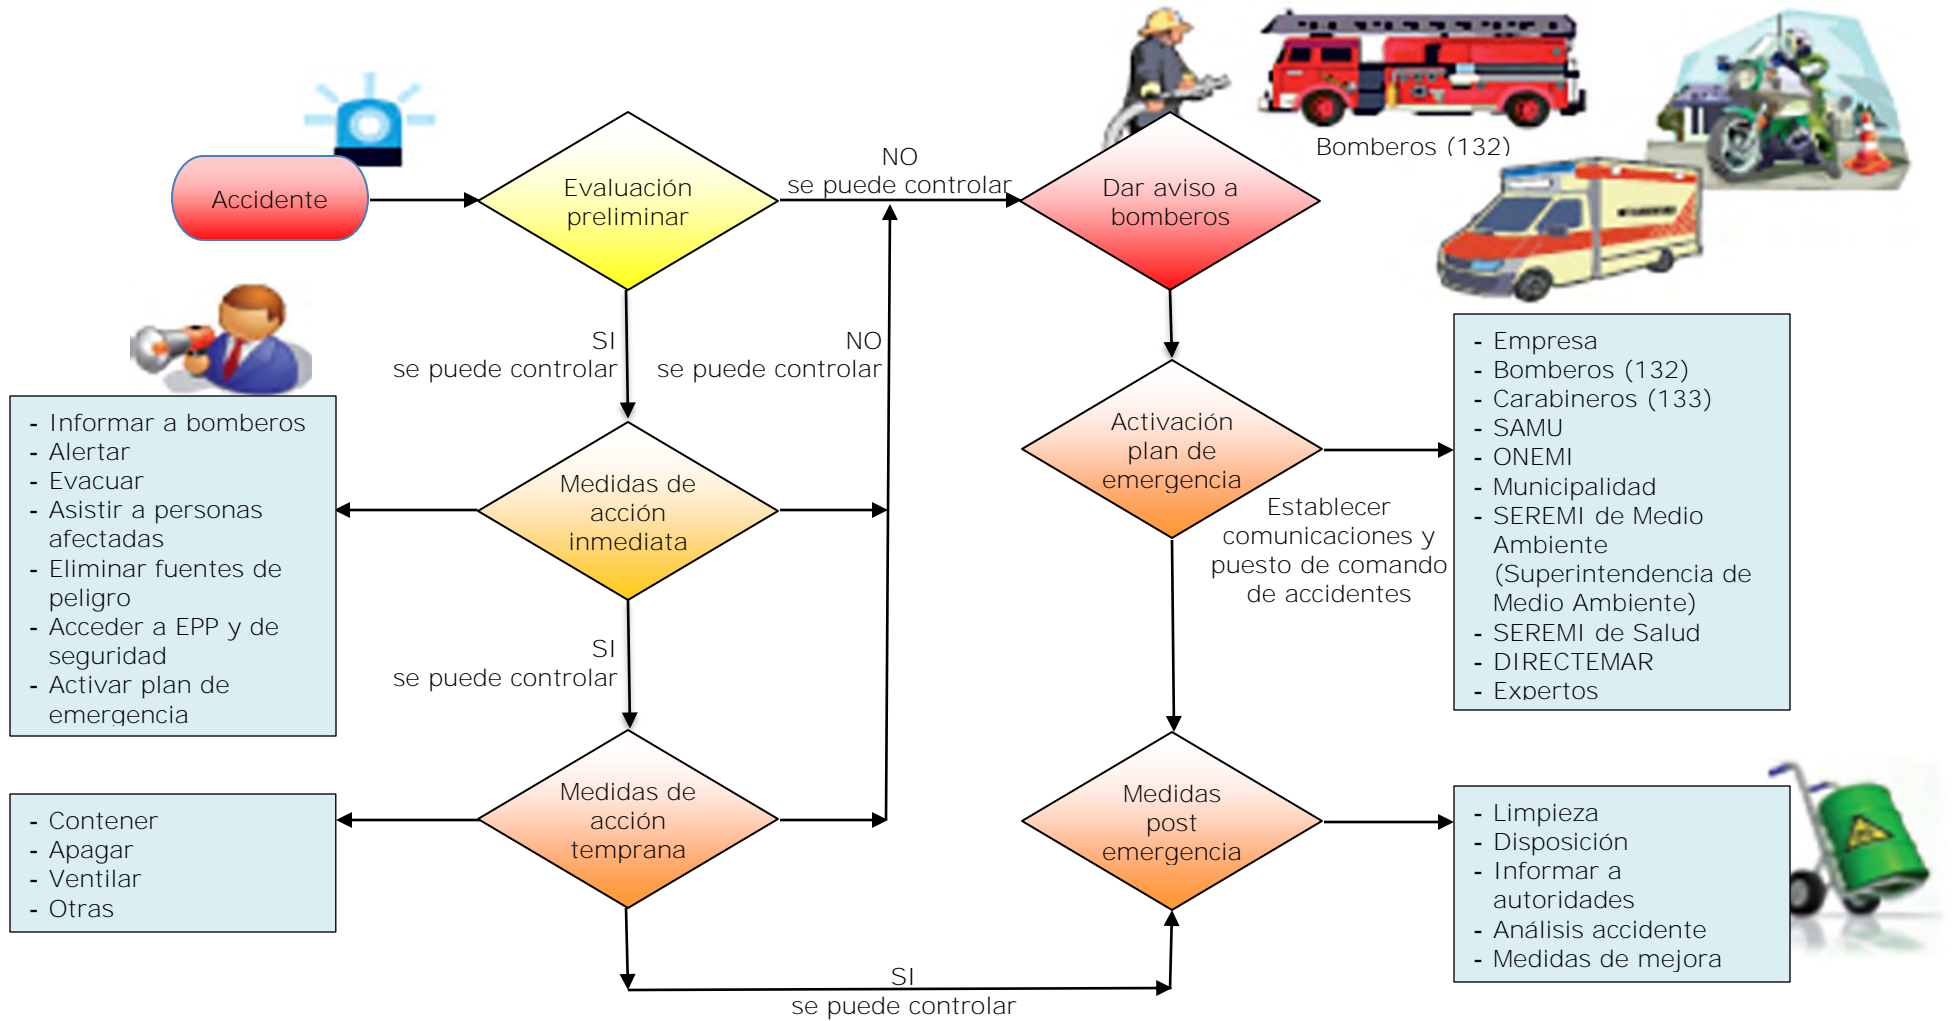 Bomberos (132)
Accidente
Evaluación
preliminar
NO
se puede controlar
Dar aviso a
bomberos
SI
se puede controlar
NO
se puede controlar
- Informar a bomberos
- Alertar
- Evacuar
- Asistir a personas
afectadas
- Eliminar fuentes de
peligro
- Acceder a EPP y de
seguridad
- Activar plan de
emergencia
Medidas de
acción
inmediata
Activación
plan de
emergencia
Establecer
comunicaciones y
puesto de comando
de accidentes
- Empresa
- Bomberos (132)
- Carabineros (133)
- SAMU
- ONEMI
- Municipalidad
- SEREMI de Medio
Ambiente
(Superintendencia de
Medio Ambiente)
- SEREMI de Salud
- DIRECTEMAR
- Expertos
SI
se puede controlar
- Contener
- Apagar
- Ventilar
- Otras
Medidas de
acción
temprana
Medidas
post
emergencia
- Limpieza
- Disposición
- Informar a
autoridades
- Análisis accidente
- Medidas de mejora
SI
se puede controlar